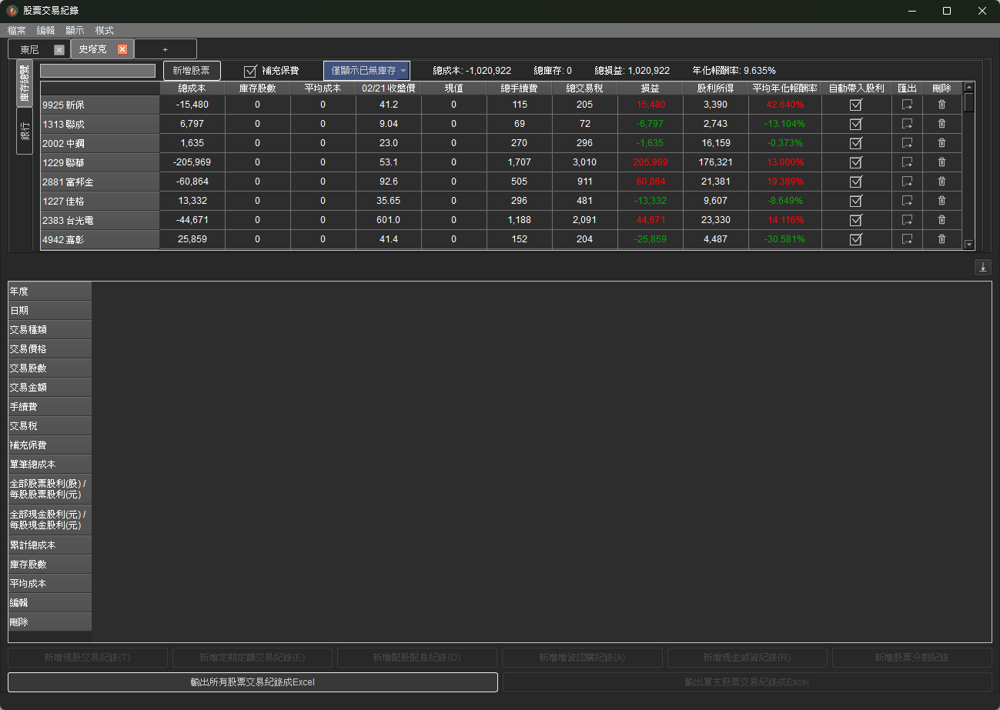 股票交易紀錄
檔案 編輯 顯示 模式
東尼 史塔克 +
庫存總覽
銀行
新增股票 補充保費 僅顯示已無庫存 總成本: -1,020,922 總庫存: 0 總損益: 1,020,922 年化報酬率: 9.635%
總成本 庫存股數 平均成本 02/21 收盤價 現值 總手續費 總交易稅 損益 股利所得 平均年化報酬率 自動帶入股利 匯出 刪除
9925 新保 -15,480 0 0 41.2 0 115 205 15,480 3,390 42.640%
1313 聯成 6,797 0 0 9.04 0 69 72 -6,797 2,743 -13.104%
2002 中鋼 1,635 0 0 23.0 0 270 296 -1,635 16,159 -0.373%
1229 聯華 -205,969 0 0 53.1 0 1,707 3,010 205,969 176,321 13.000%
2881 富邦金 -60,864 0 0 92.6 0 505 911 60,864 21,381 19.389%
1227 佳格 13,332 0 0 35.65 0 296 481 -13,332 9,607 -8.649%
2383 台光電 -44,671 0 0 601.0 0 1,188 2,091 44,671 23,330 14.116%
4942 嘉彰 25,859 0 0 41.4 0 152 204 -25,859 4,487 -30.581%
年度
日期
交易種類
交易價格
交易股數
交易金額
手續費
交易稅
補充保費
單筆總成本
全部股票股利(股) /
每股股票股利(元)
全部現金股利(元) /
每股現金股利(元)
累計總成本
庫存股數
平均成本
編輯
刪除
新增現股交易紀錄(T) 新增定期定額交易紀錄(E) 新增配股配息紀錄(D) 新增增資認購紀錄(A) 新增現金減資紀錄(R) 新增股票分割紀錄
輸出所有股票交易紀錄成Excel 輸出單支股票交易紀錄成Excel